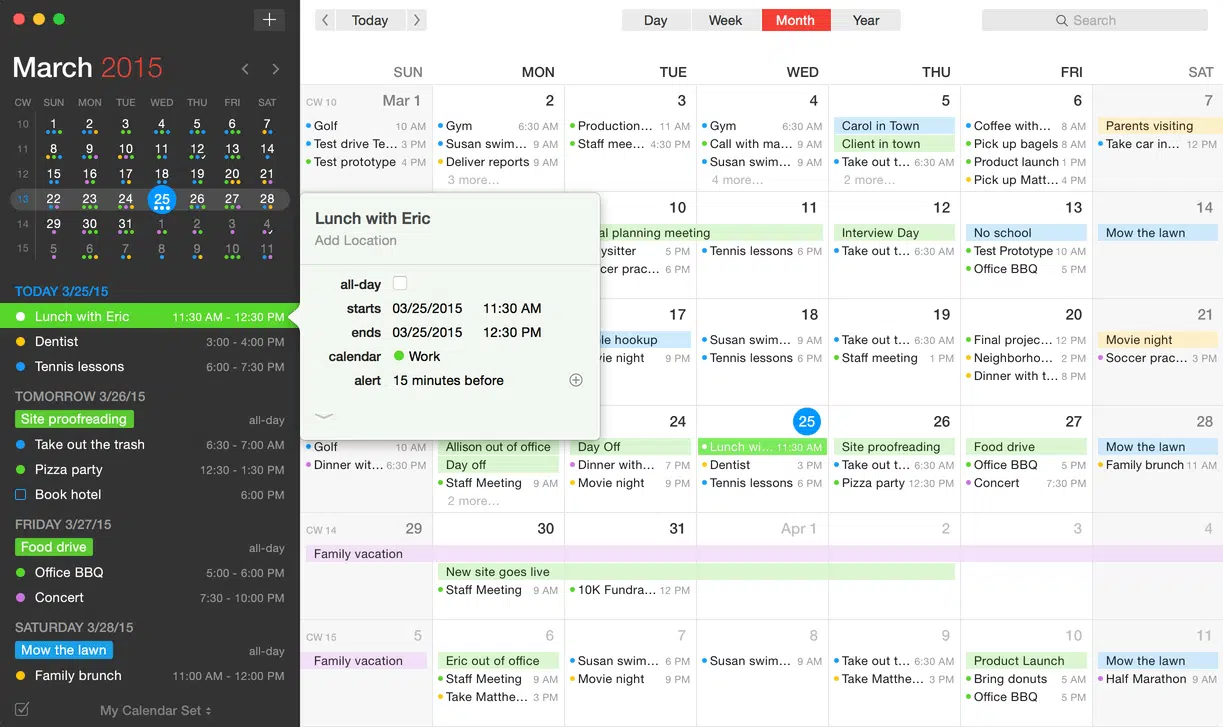 March 2015
CW SUN MON TUE WED THU FRI SAT
10 1 2 3 4 5 6 7
11 8 9 10 11 12 13 14
12 15 16 17 18 19 20 21
13 22 23 24 25 26 27 28
14 29 30 31 1 2 3 4
15 5 6 7 8 9 10 11
TODAY 3/25/15
Lunch with Eric 11:30 AM - 12:30 PM
Dentist 3:00 - 4:00 PM
Tennis lessons 6:00 - 7:30 PM
TOMORROW 3/26/15
Site proofreading all-day
Take out the trash 6:30 - 7:00 AM
Pizza party 12:30 - 1:30 PM
Book hotel 6:00 PM
FRIDAY 3/27/15
Food drive all-day
Office BBQ 5:00 - 6:00 PM
Concert 7:30 - 10:00 PM
SATURDAY 3/28/15
Mow the lawn all-day
Family brunch 11:00 AM - 12:00 PM
My Calendar Set
Today
Day Week Month Year
Search
SUN MON TUE WED THU FRI SAT
CW 10 Mar 1 2 3 4 5 6 7
Golf 10 AM
Test drive Te... 3 PM
Test prototype 4 PM
Gym 6:30 AM
Susan swim... 9 AM
Deliver reports 9 AM
3 more...
Production... 11 AM
Staff mee... 4:30 PM
Gym 6:30 AM
Call with ma... 9 AM
Susan swim... 9 AM
4 more...
Carol in Town
Client in town
Take out t... 6:30 AM
2 more...
Coffee with... 8 AM
Pick up bagels 8 AM
Product launch 1 PM
Pick up Matt... 4 PM
Parents visiting
Take car in... 12 PM
Lunch with Eric
Add Location
all-day
starts 03/25/2015 11:30 AM
ends 03/25/2015 12:30 PM
calendar Work
alert 15 minutes before
10 11 12 13 14
al planning meeting
ysitter 5 PM
ccer prac... 6 PM
Tennis lessons 6 PM
Interview Day
Take out t... 6:30 AM
No school
Test Prototype 10 AM
Office BBQ 5 PM
Mow the lawn
17 18 19 20 21
le hookup
vie night 9 PM
Susan swim... 9 AM
Tennis lessons 6 PM
Take out t... 6:30 AM
Staff meeting 1 PM
Final projec... 12 PM
Neighborho... 2 PM
Dinner with t... 8 PM
Movie night
Soccer prac... 3 PM
24 25 26 27 28
Golf 10 AM
Dinner wit... 6:30 PM
Allison out of office
Day off
Staff Meeting 9 AM
2 more...
Day Off
Dinner with... 7 PM
Movie night 9 PM
Lunch wi... 11:30 AM
Dentist 3 PM
Tennis lessons 6 PM
Site proofreading
Take out t... 6:30 AM
Pizza party 12:30 PM
Food drive
Office BBQ 5 PM
Concert 7:30 PM
Mow the lawn
Family brunch 11 AM
CW 14 29 30 31 Apr 1 2 3 4
Family vacation
New site goes live
Staff Meeting 9 AM
10K Fundra... 12 PM
CW 15 5 6 7 8 9 10 11
Family vacation
Eric out of office
Staff Meeting 9 AM
Take Matthe... 3 PM
Susan swim... 6 PM
Movie night 9 PM
Susan swim... 9 AM
Take out t... 6:30 AM
Take Matthe... 3 PM
Product Launch
Bring donuts 5 AM
Office BBQ 5 PM
Mow the lawn
Half Marathon 9 AM